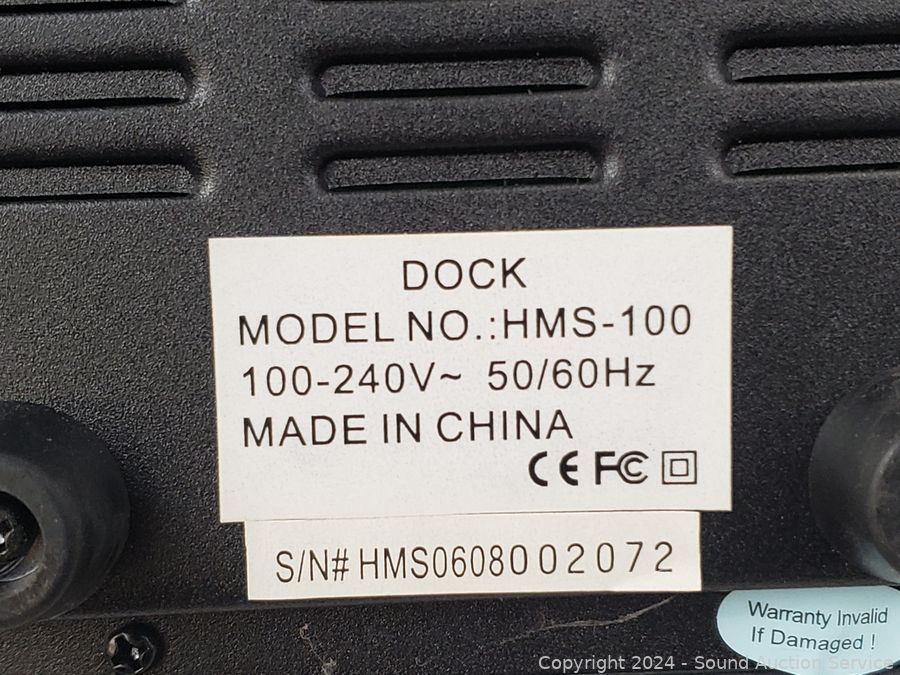 DOCK
MODEL NO.:HMS-100
100-240V~ 50/60Hz
MADE IN CHINA
CE FC
S/N# HMS0608002072
Warranty Invalid
If Damaged !
Copyright 2024 - Sound Auction Service